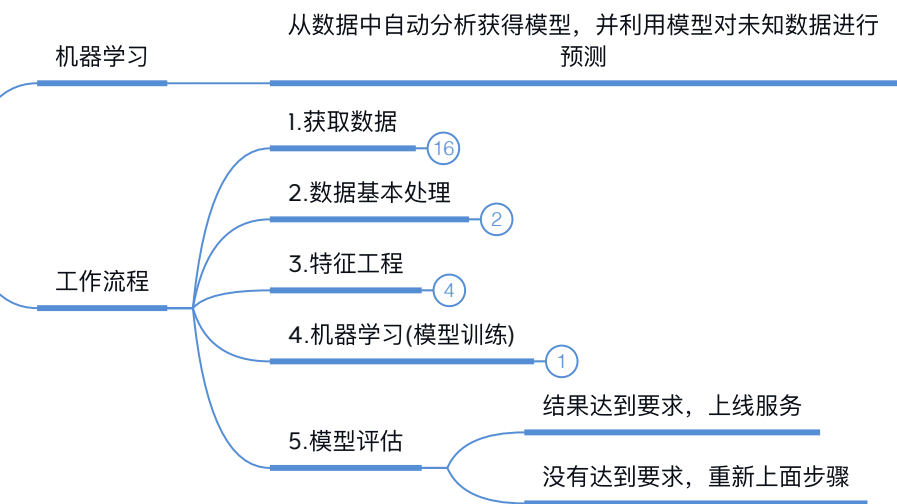 从数据中自动分析获得模型，并利用模型对未知数据进行
预测
机器学习
1.获取数据
16
2.数据基本处理
2
3.特征工程
4
工作流程
4.机器学习(模型训练)
1
结果达到要求，上线服务
5.模型评估
没有达到要求，重新上面步骤